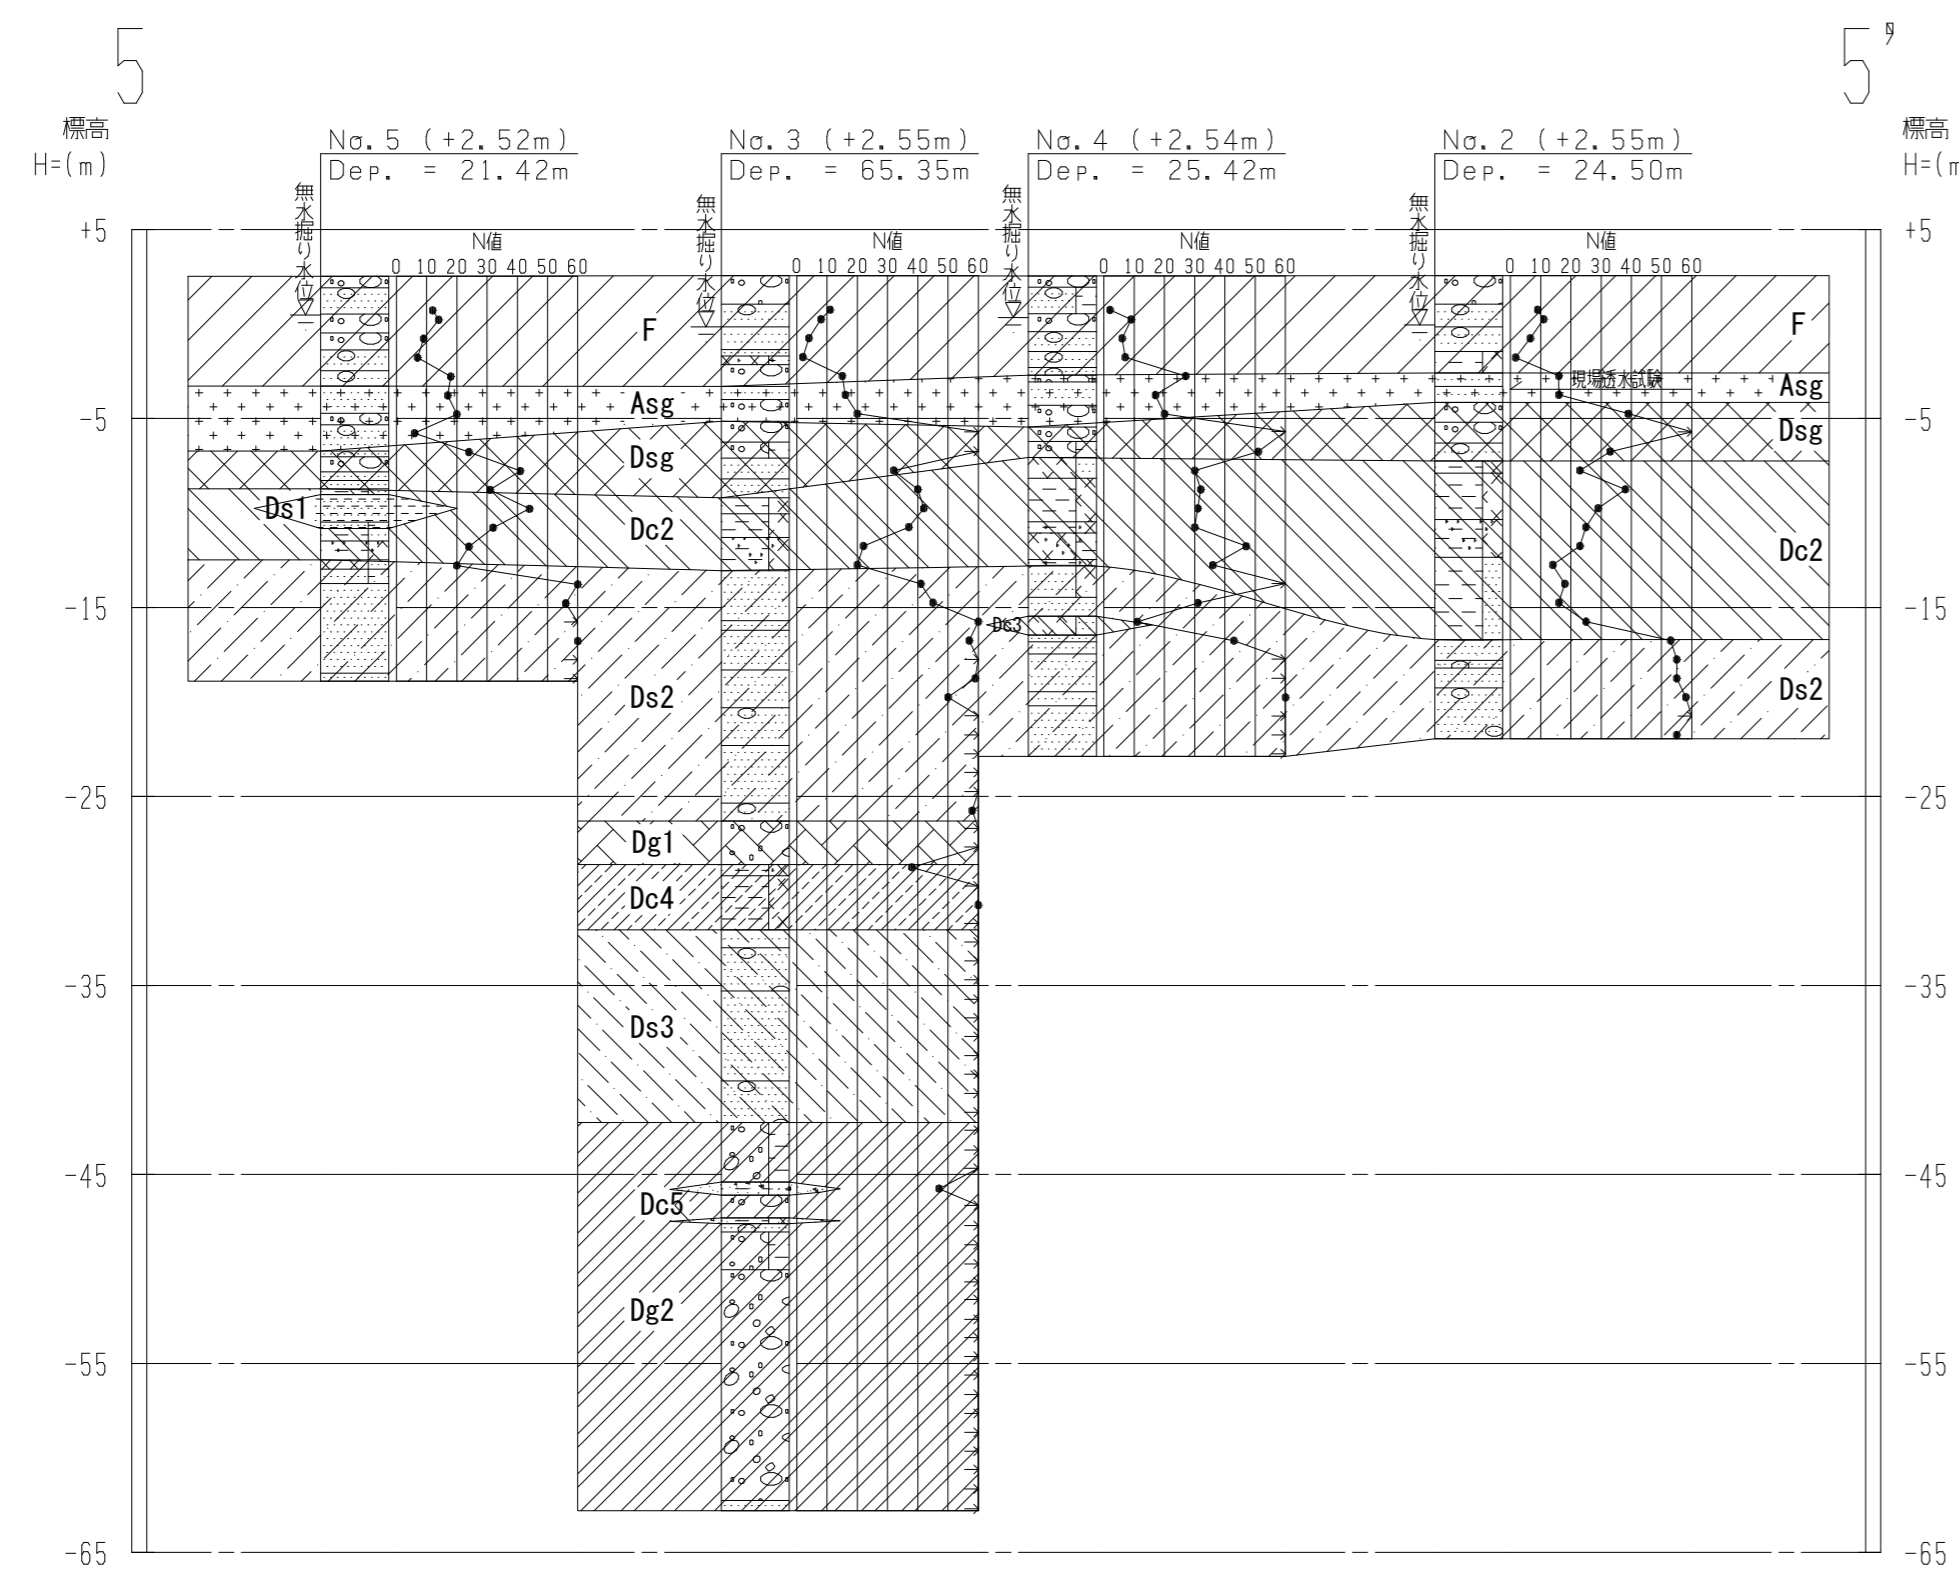 5
5'
標高
H=(m)
標高
No.5 (+2.52m)
Dep. = 21.42m
No.3 (+2.55m)
Dep. = 65.35m
No.4 (+2.54m)
Dep. = 25.42m
No.2 (+2.55m)
Dep. = 24.50m
無水掘り水位
無水掘り水位
無水掘り水位
無水掘り水位
N値
0 10 20 30 40 50 60
N値
0 10 20 30 40 50 60
N値
0 10 20 30 40 50 60
N値
0 10 20 30 40 50 60
+5
-5
-15
-25
-35
-45
-55
-65
F
Asg
Dsg
Ds1
Dc2
Ds2
Dg1
Dc4
Ds3
Dc5
Dg2
Dc3
F
現場透水試験
Asg
Dsg
Dc2
Ds2
+5
-5
-15
-25
-35
-45
-55
-65